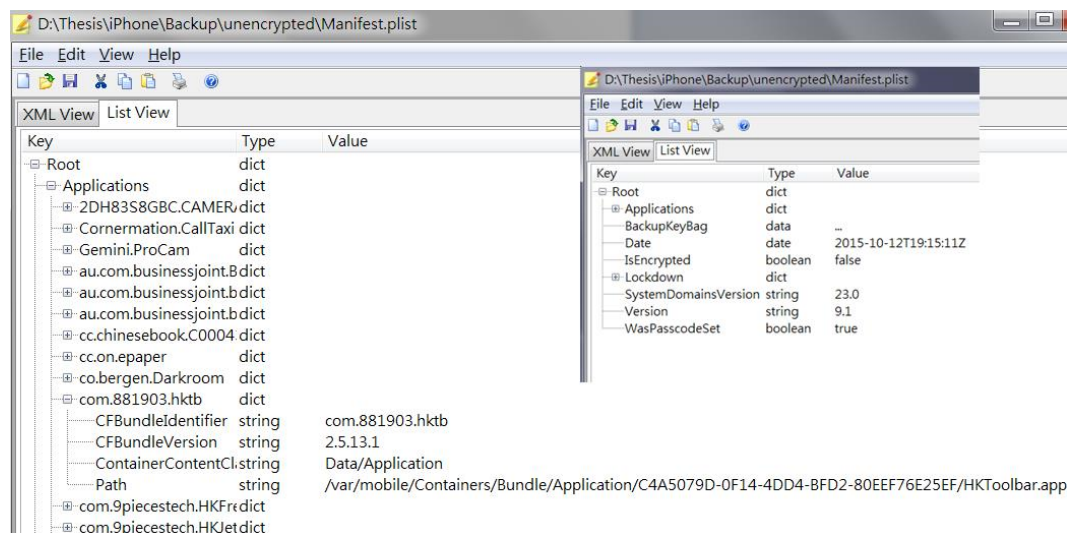 D:\Thesis\iPhone\Backup\unencrypted\Manifest.plist
File Edit View Help
XML View List View
Key Type Value
Root dict
Applications dict
2DH83S8GBC.CAMER dict
Cornermation.CallTaxi dict
Gemini.ProCam dict
au.com.businessjoint.B dict
au.com.businessjoint.b dict
au.com.businessjoint.b dict
cc.chinesebook.C0004 dict
cc.on.epaper dict
co.bergen.Darkroom dict
com.881903.hktb dict
CFBundleIdentifier string com.881903.hktb
CFBundleVersion string 2.5.13.1
ContainerContentCl string Data/Application
Path string /var/mobile/Containers/Bundle/Application/C4A5079D-0F14-4DD4-BFD2-80EEF76E25EF/HKToolbar.app
com.9piecestech.HKFre dict
com.9piecestech.HKJet dict
D:\Thesis\iPhone\Backup\unencrypted\Manifest.plist
File Edit View Help
XML View List View
Key Type Value
Root dict
Applications dict
BackupKeyBag data ...
Date date 2015-10-12T19:15:11Z
IsEncrypted boolean false
Lockdown dict
SystemDomainsVersion string 23.0
Version string 9.1
WasPasscodeSet boolean true